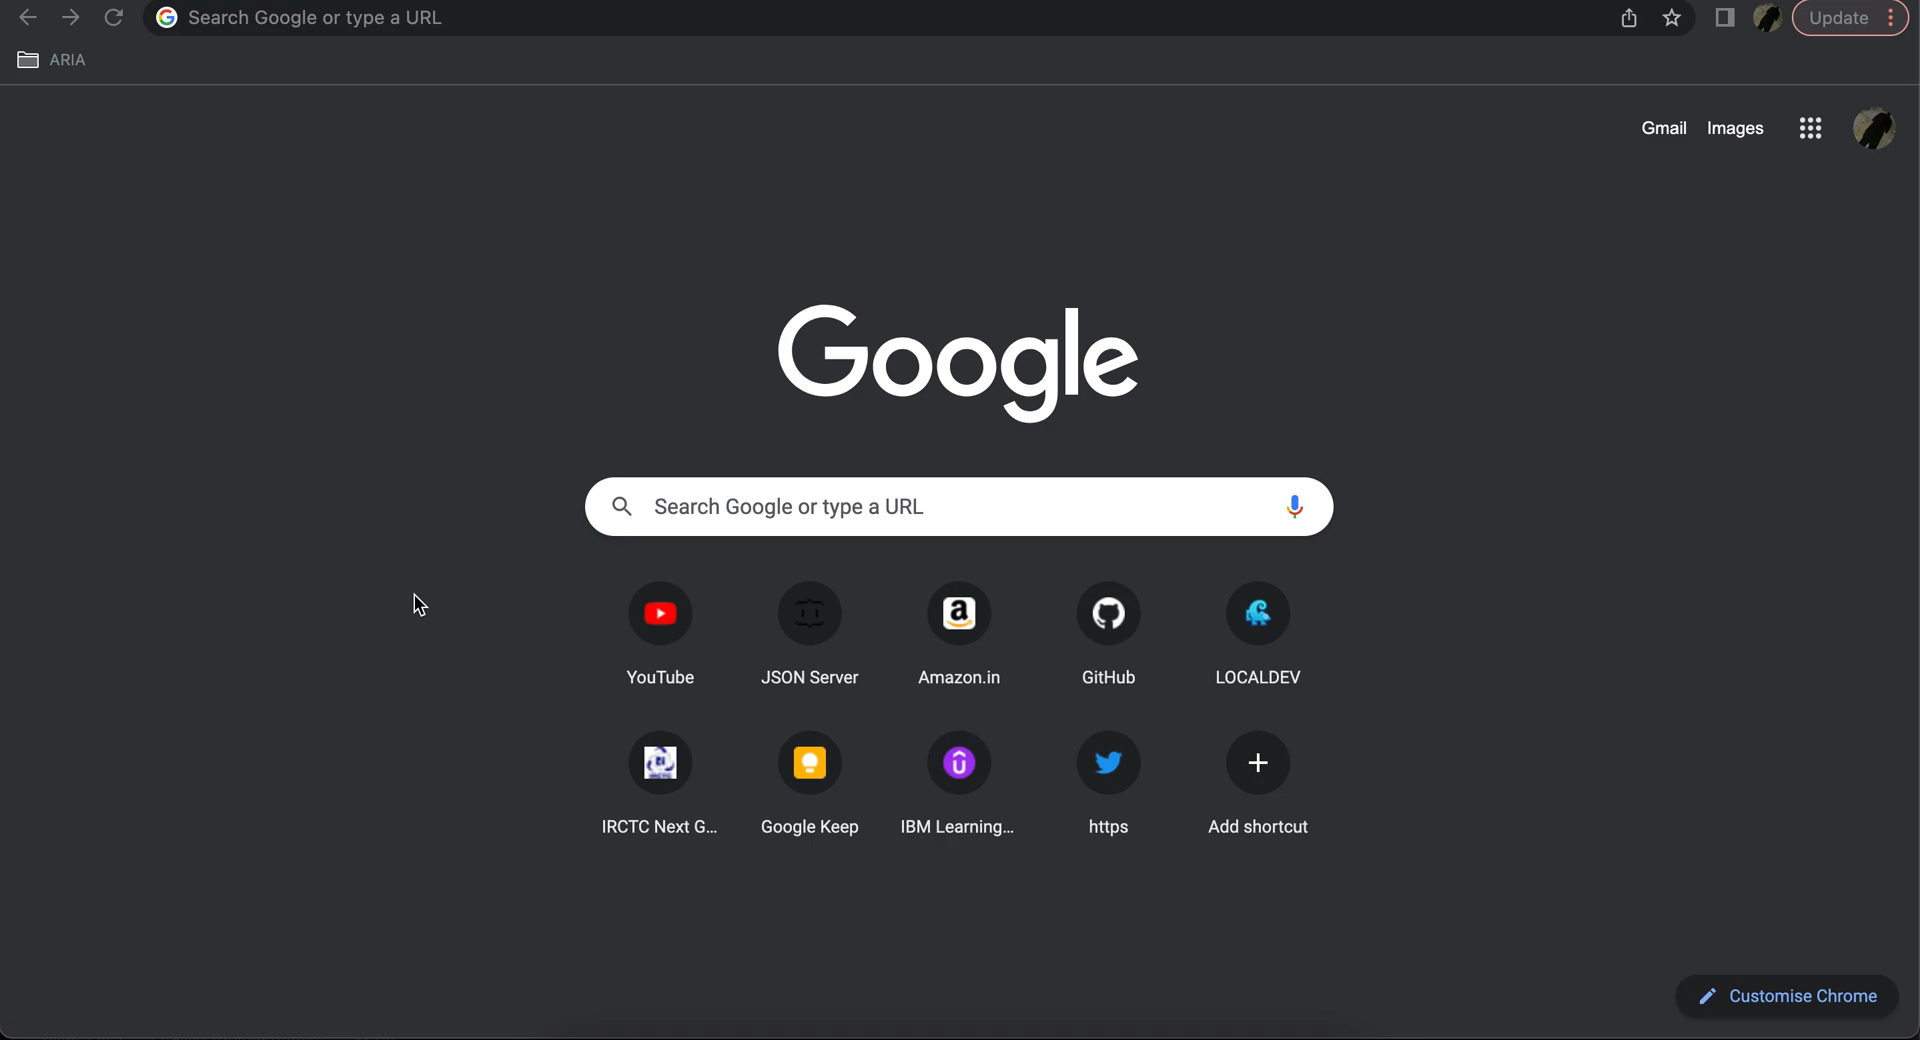 Search Google or type a URL
Update
ARIA
Gmail Images
Google
Search Google or type a URL
YouTube JSON Server Amazon.in GitHub LOCALDEV
IRCTC Next G... Google Keep IBM Learning... https Add shortcut
Customise Chrome